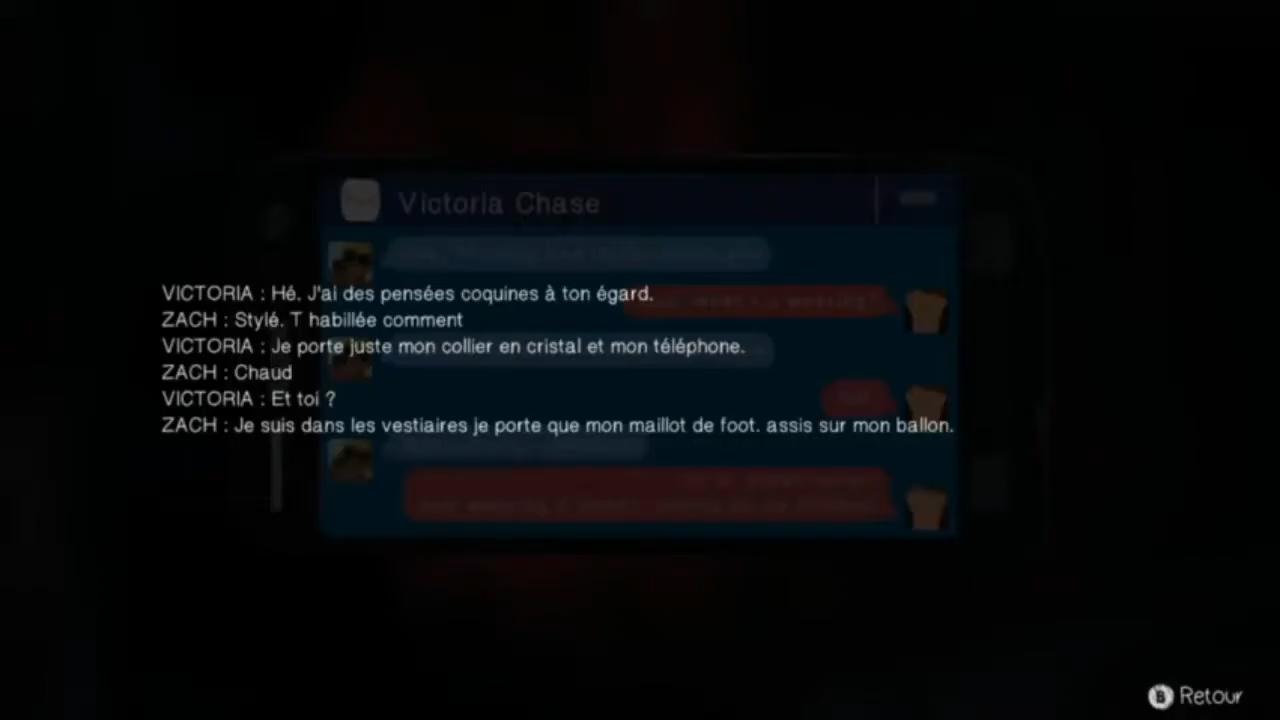 Victoria Chase
VICTORIA : Hé. J'ai des pensées coquines à ton égard.
ZACH : Stylé. T habillée comment
VICTORIA : Je porte juste mon collier en cristal et mon téléphone.
ZACH : Chaud
VICTORIA : Et toi ?
ZACH : Je suis dans les vestiaires je porte que mon maillot de foot. assis sur mon ballon.
B Retour